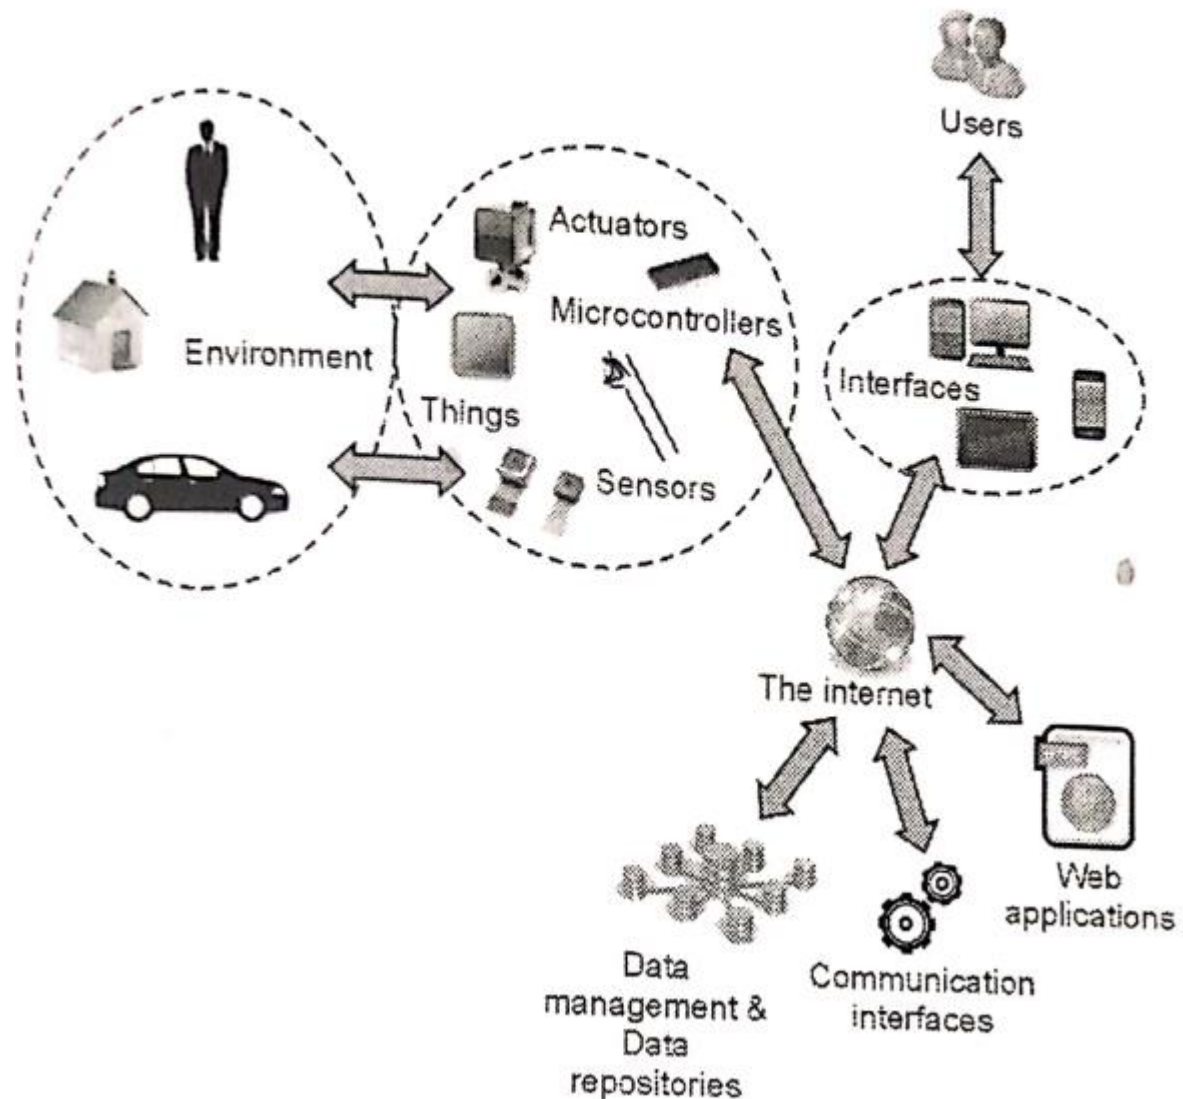 Users
Actuators
Microcontrollers
Environment
Interfaces
Things
Sensors
The internet
Web
applications
Data
management &
Data
repositories
Communication
interfaces